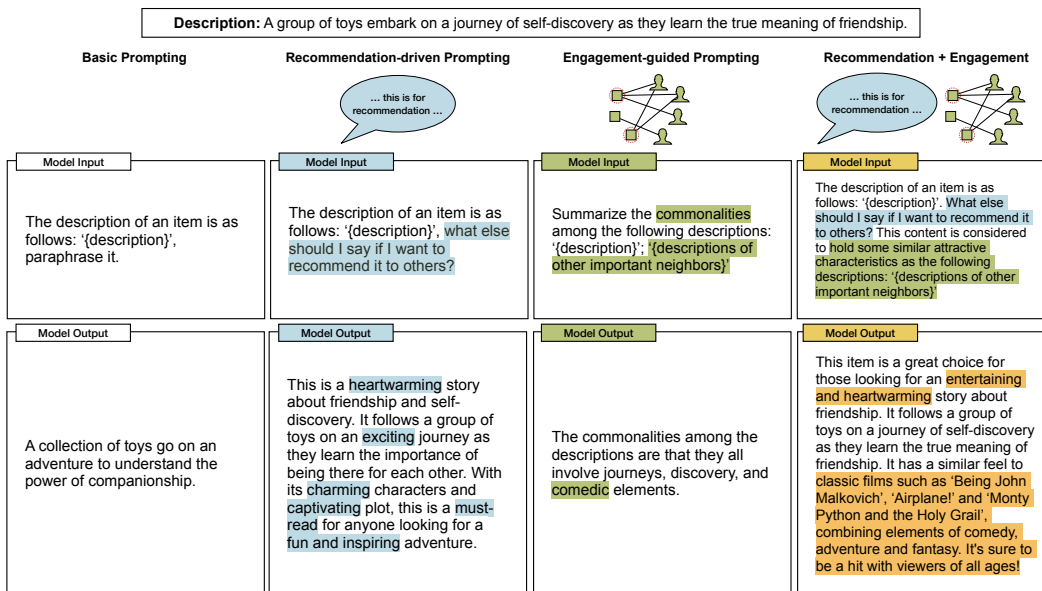 Description: A group of toys embark on a journey of self-discovery as they learn the true meaning of friendship.
Basic Prompting
Recommendation-driven Prompting
Engagement-guided Prompting
Recommendation + Engagement
... this is for
recommendation ...
... this is for
recommendation ...
Model Input
The description of an item is as
follows: ‘{description}’,
paraphrase it.
Model Input
The description of an item is as
follows: ‘{description}’, what else
should I say if I want to
recommend it to others?
Model Input
Summarize the commonalities
among the following descriptions:
‘{description}’; ‘{descriptions of
other important neighbors}’
Model Input
The description of an item is as
follows: ‘{description}’. What else
should I say if I want to recommend it
to others? This content is considered
to hold some similar attractive
characteristics as the following
descriptions: ‘{descriptions of other
important neighbors}’
Model Output
A collection of toys go on an
adventure to understand the
power of companionship.
Model Output
This is a heartwarming story
about friendship and self-
discovery. It follows a group of
toys on an exciting journey as
they learn the importance of
being there for each other. With
its charming characters and
captivating plot, this is a must-
read for anyone looking for a
fun and inspiring adventure.
Model Output
The commonalities among the
descriptions are that they all
involve journeys, discovery, and
comedic elements.
Model Output
This item is a great choice for
those looking for an entertaining
and heartwarming story about
friendship. It follows a group of
toys on a journey of self-discovery
as they learn the true meaning of
friendship. It has a similar feel to
classic films such as ‘Being John
Malkovich’, ‘Airplane!’ and ‘Monty
Python and the Holy Grail’,
combining elements of comedy,
adventure and fantasy. It's sure to
be a hit with viewers of all ages!